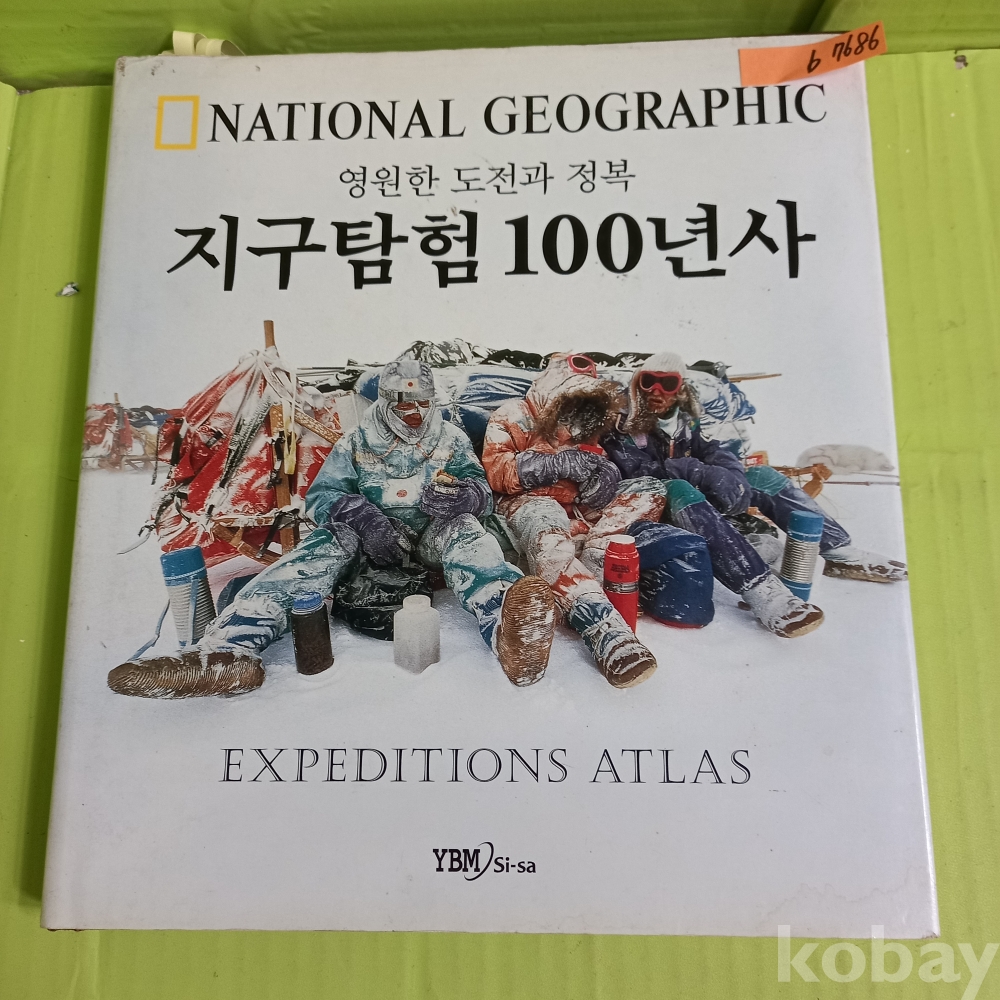 b 7686
NATIONAL GEOGRAPHIC
영원한 도전과 정복
지구탐험 100년사
EXPEDITIONS ATLAS
YBM Si-sa
kobay